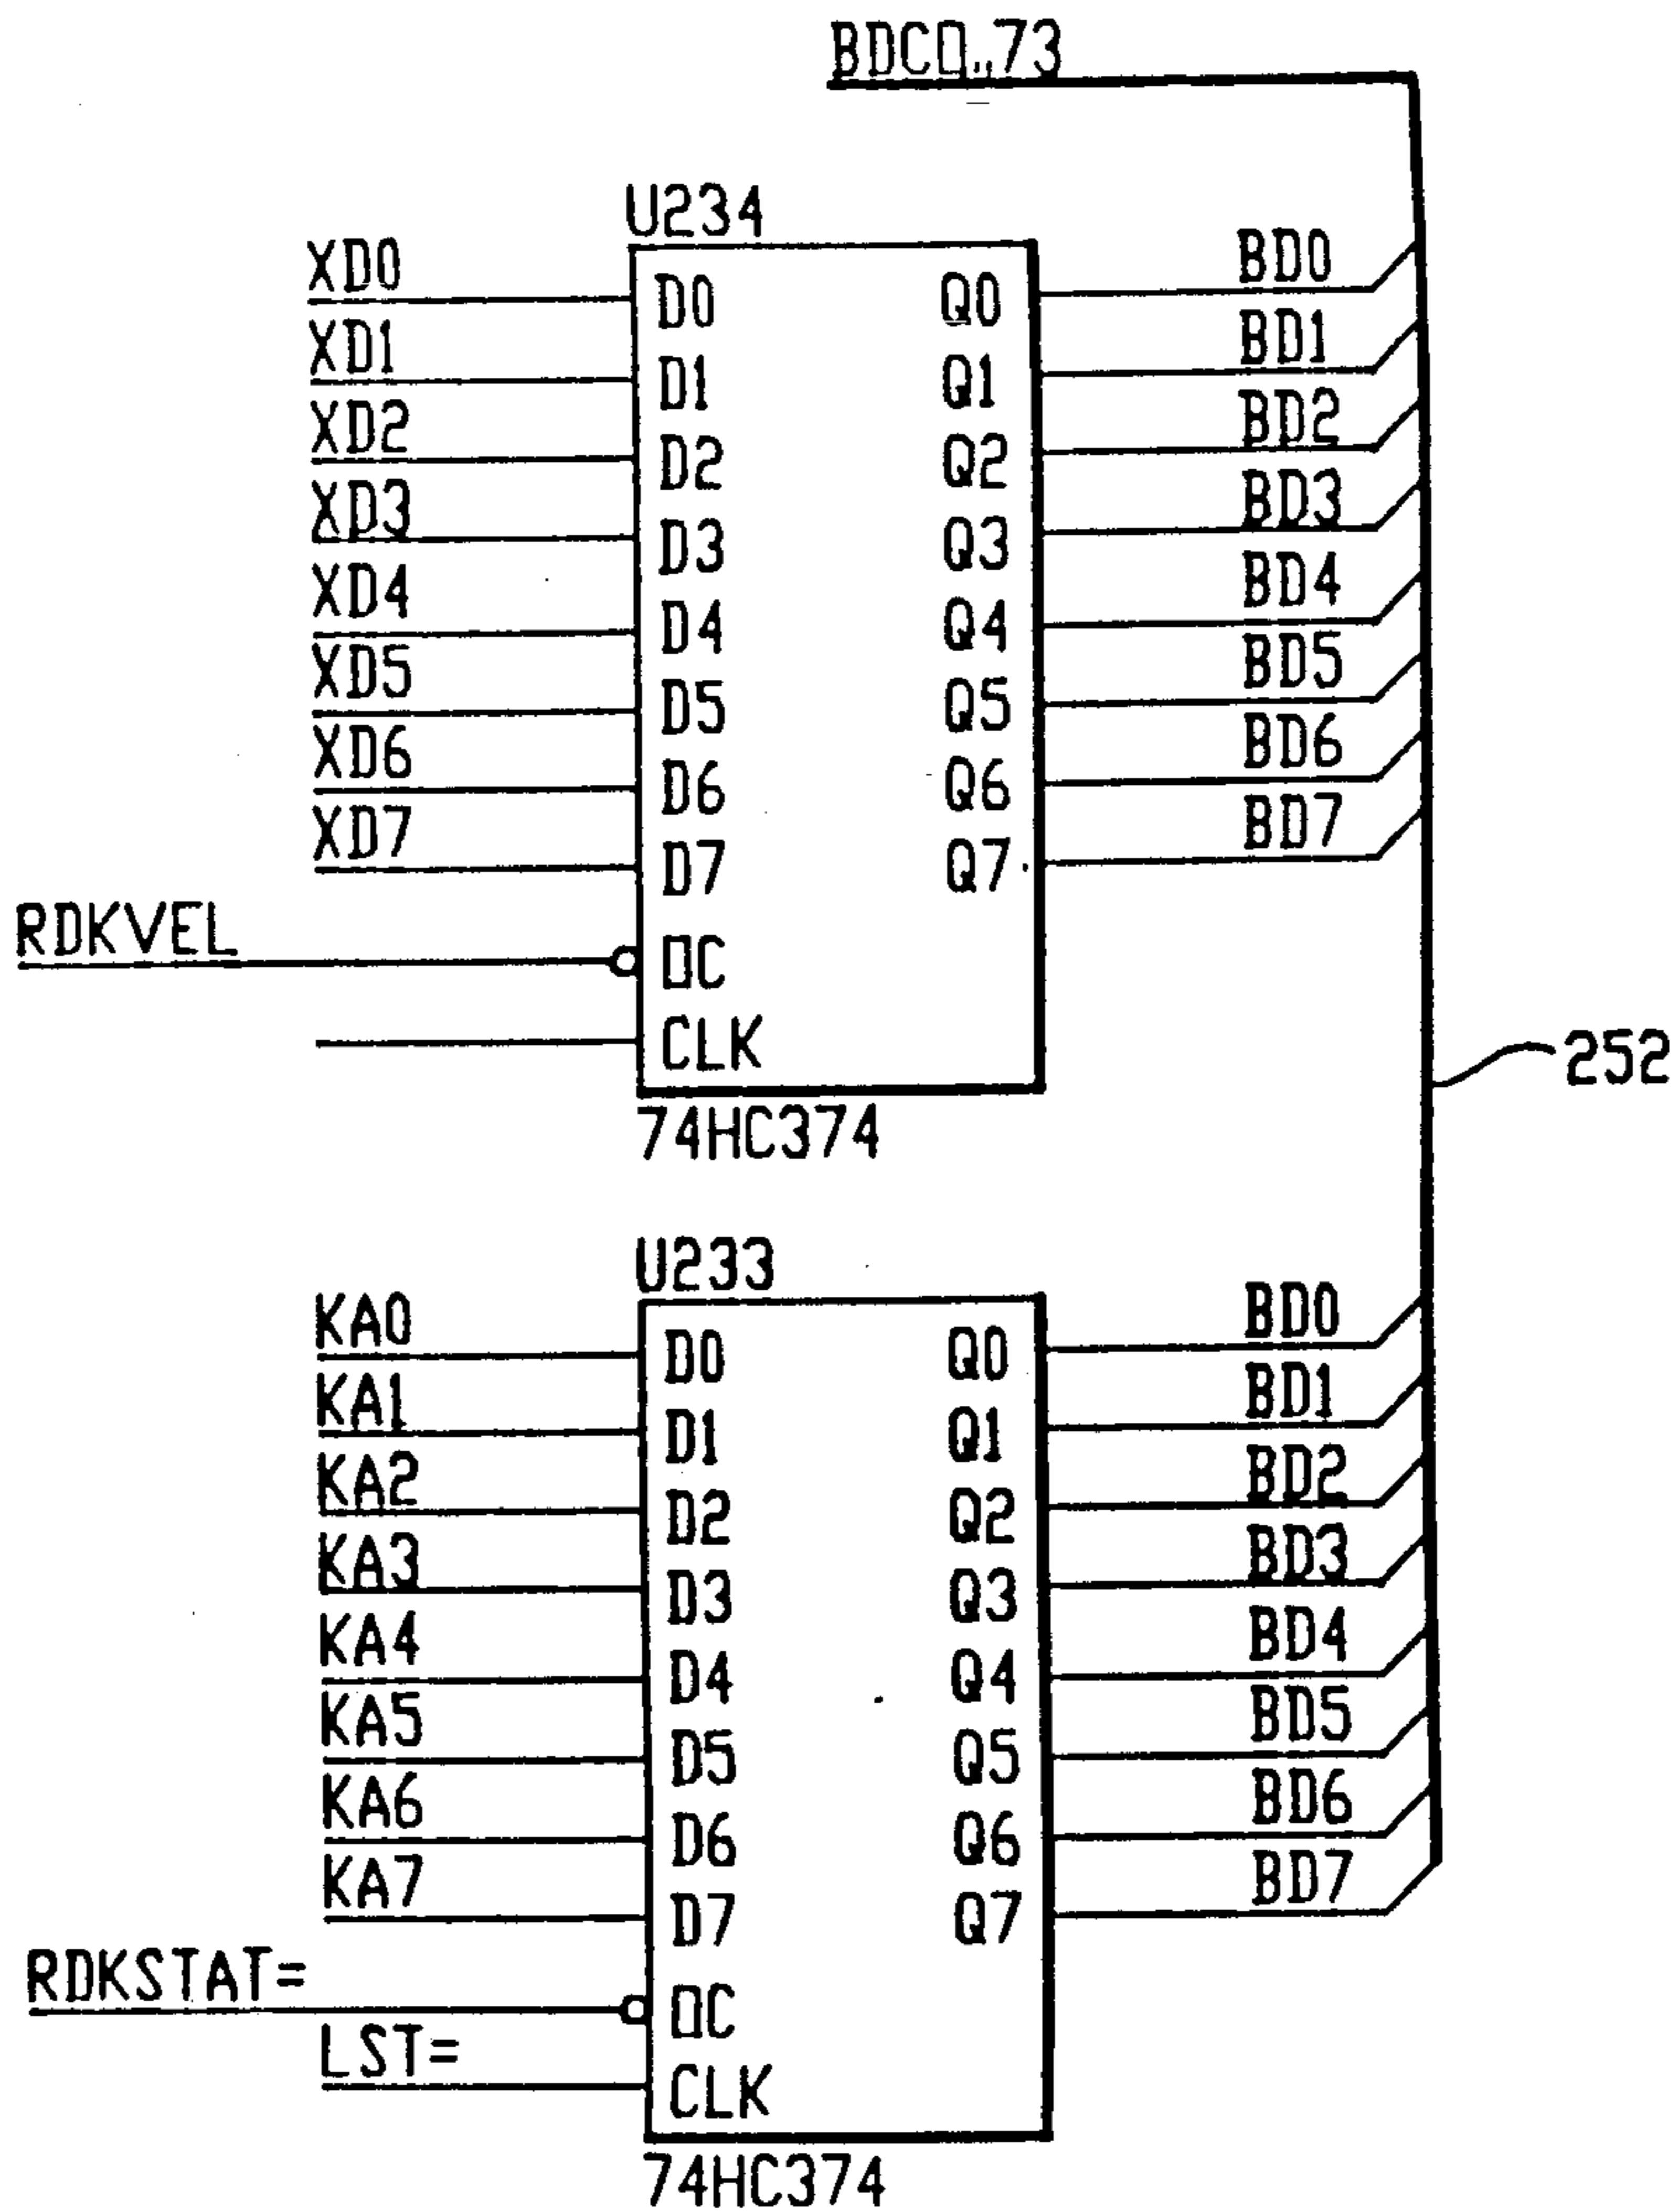 BDC0..73
U234
XD0 D0 Q0 BD0
XD1 D1 Q1 BD1
XD2 D2 Q2 BD2
XD3 D3 Q3 BD3
XD4 D4 Q4 BD4
XD5 D5 Q5 BD5
XD6 D6 Q6 BD6
XD7 D7 Q7 BD7
RDKVEL OC
CLK
252
74HC374
U233
KA0 D0 Q0 BD0
KA1 D1 Q1 BD1
KA2 D2 Q2 BD2
KA3 D3 Q3 BD3
KA4 D4 Q4 BD4
KA5 D5 Q5 BD5
KA6 D6 Q6 BD6
KA7 D7 Q7 BD7
RDKSTAT= OC
LST= CLK
74HC374